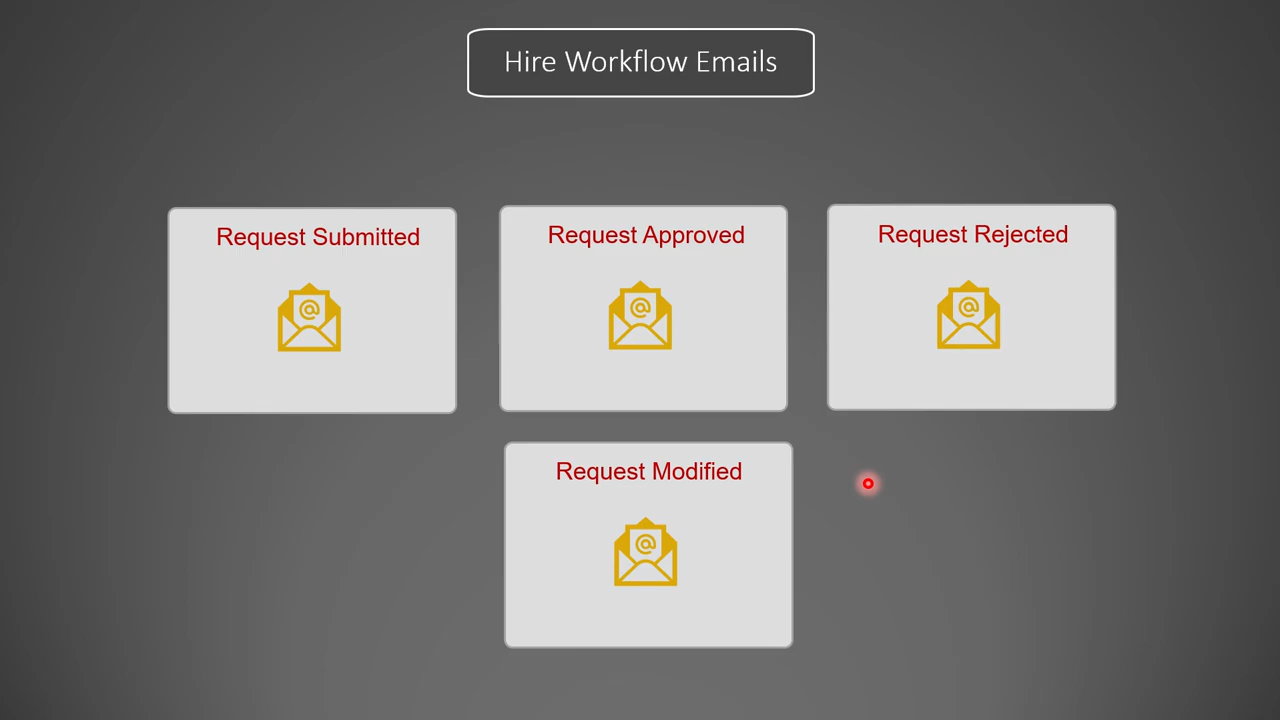 Hire Workflow Emails
Request Submitted
Request Approved
Request Rejected
@
@
@
Request Modified
@